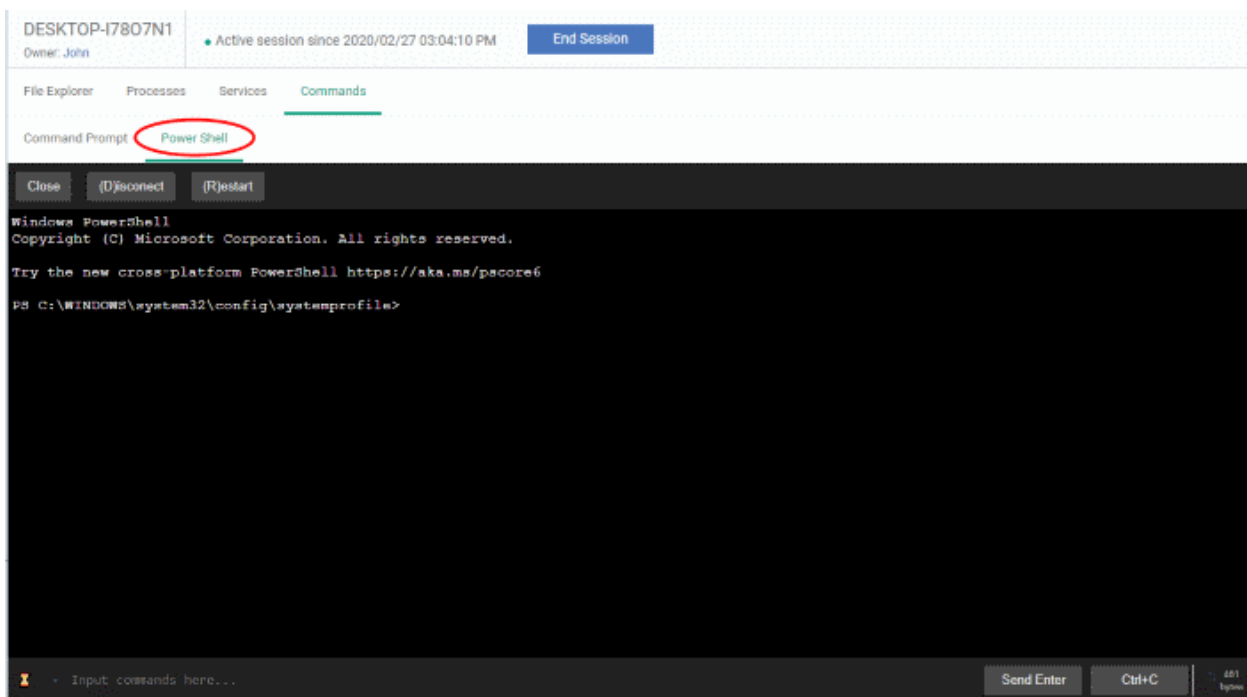 DESKTOP-I78O7N1
Owner: John
Active session since 2020/02/27 03:04:10 PM
End Session
File Explorer Processes Services Commands
Command Prompt Power Shell
Close (D)isconect (R)estart
Windows PowerShell
Copyright (C) Microsoft Corporation. All rights reserved.
Try the new cross-platform PowerShell https://aka.ms/pscore6
PS C:\WINDOWS\system32\config\systemprofile>
Input commands here...
Send Enter Ctrl+C
461
bytes